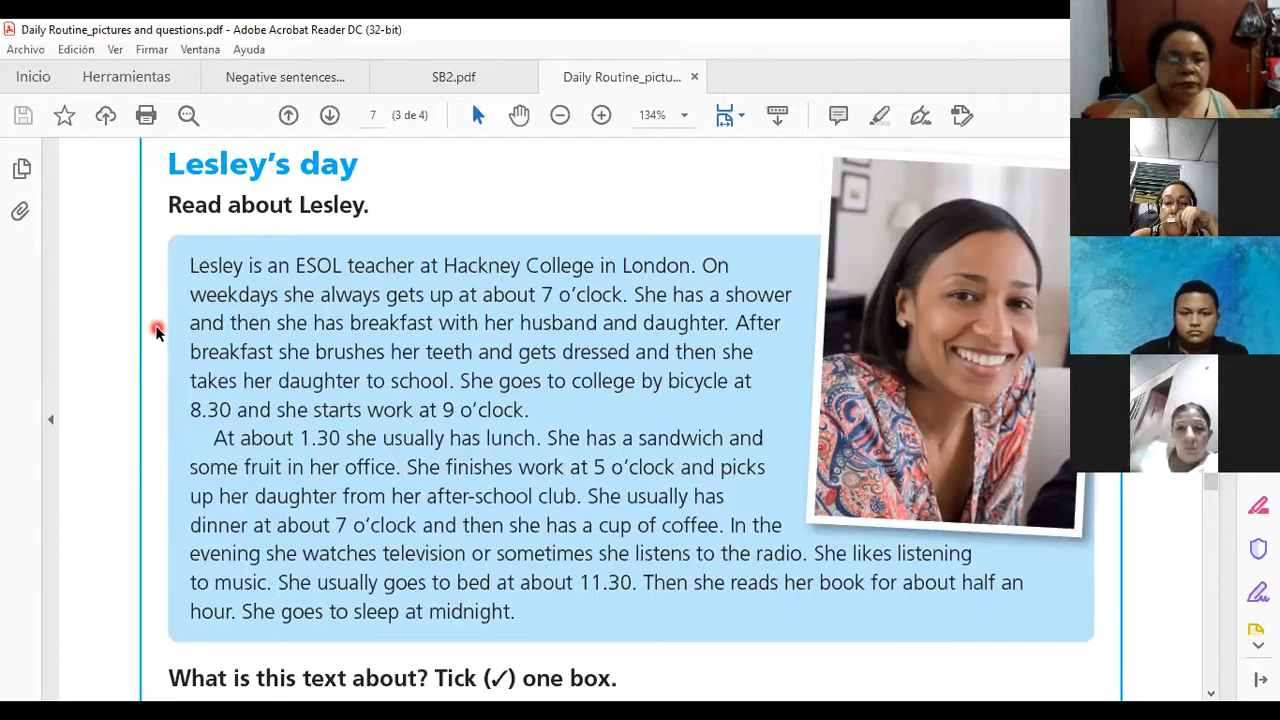 Daily Routine_pictures and questions.pdf - Adobe Acrobat Reader DC (32-bit)
Archivo Edición Ver Firmar Ventana Ayuda
Inicio Herramientas Negative sentences... SB2.pdf Daily Routine_pictu... ×
7 (3 de 4) 134%
Lesley's day
Read about Lesley.
Lesley is an ESOL teacher at Hackney College in London. On
weekdays she always gets up at about 7 o'clock. She has a shower
and then she has breakfast with her husband and daughter. After
breakfast she brushes her teeth and gets dressed and then she
takes her daughter to school. She goes to college by bicycle at
8.30 and she starts work at 9 o'clock.
At about 1.30 she usually has lunch. She has a sandwich and
some fruit in her office. She finishes work at 5 o'clock and picks
up her daughter from her after-school club. She usually has
dinner at about 7 o'clock and then she has a cup of coffee. In the
evening she watches television or sometimes she listens to the radio. She likes listening
to music. She usually goes to bed at about 11.30. Then she reads her book for about half an
hour. She goes to sleep at midnight.
What is this text about? Tick (✓) one box.